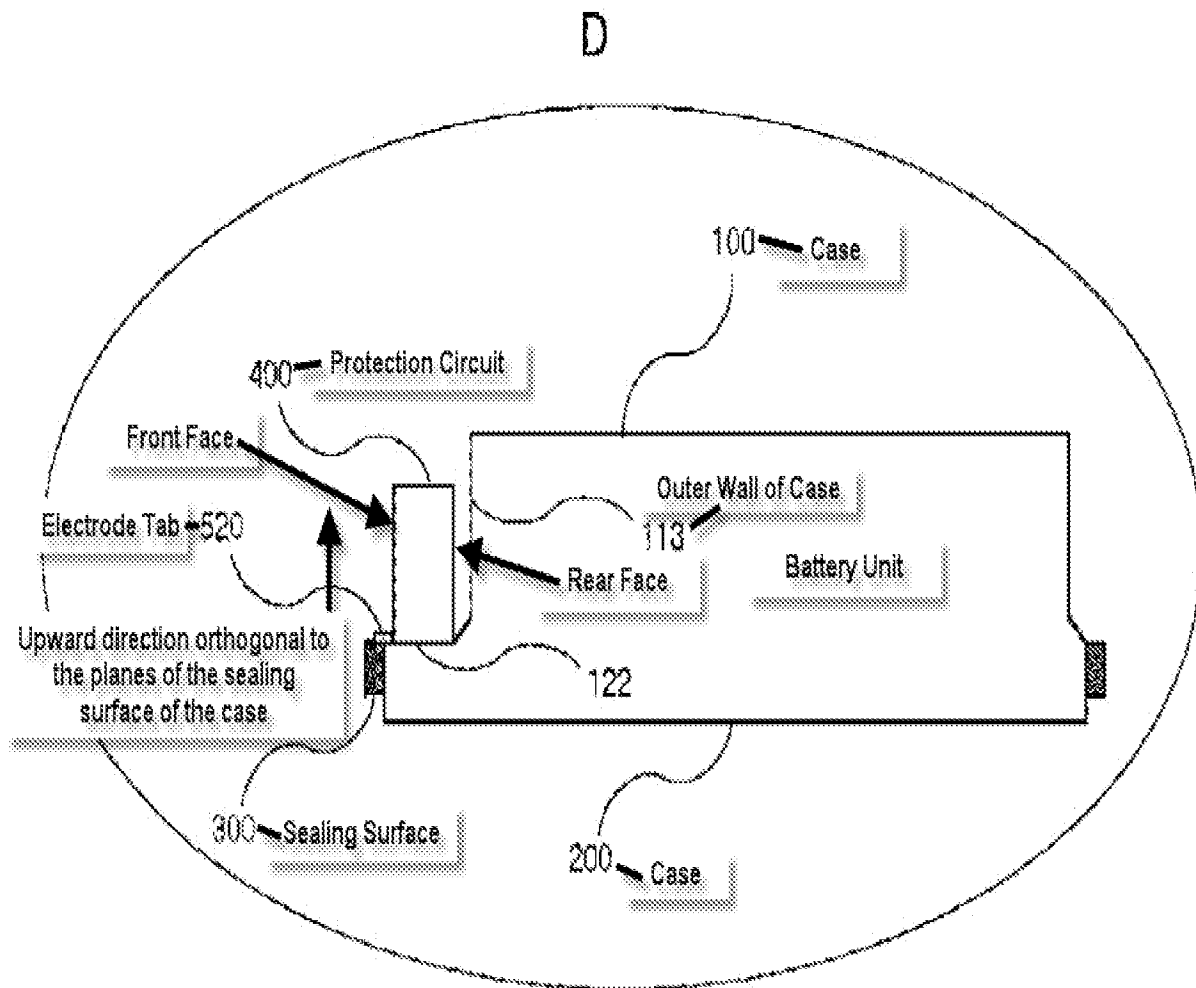 D
100 Case
400 Protection Circuit
Front Face
Outer Wall of Case
Electrode Tab 520
113
Rear Face
Battery Unit
Upward direction orthogonal to
the planes of the sealing
surface of the case
122
300 Sealing Surface
200 Case